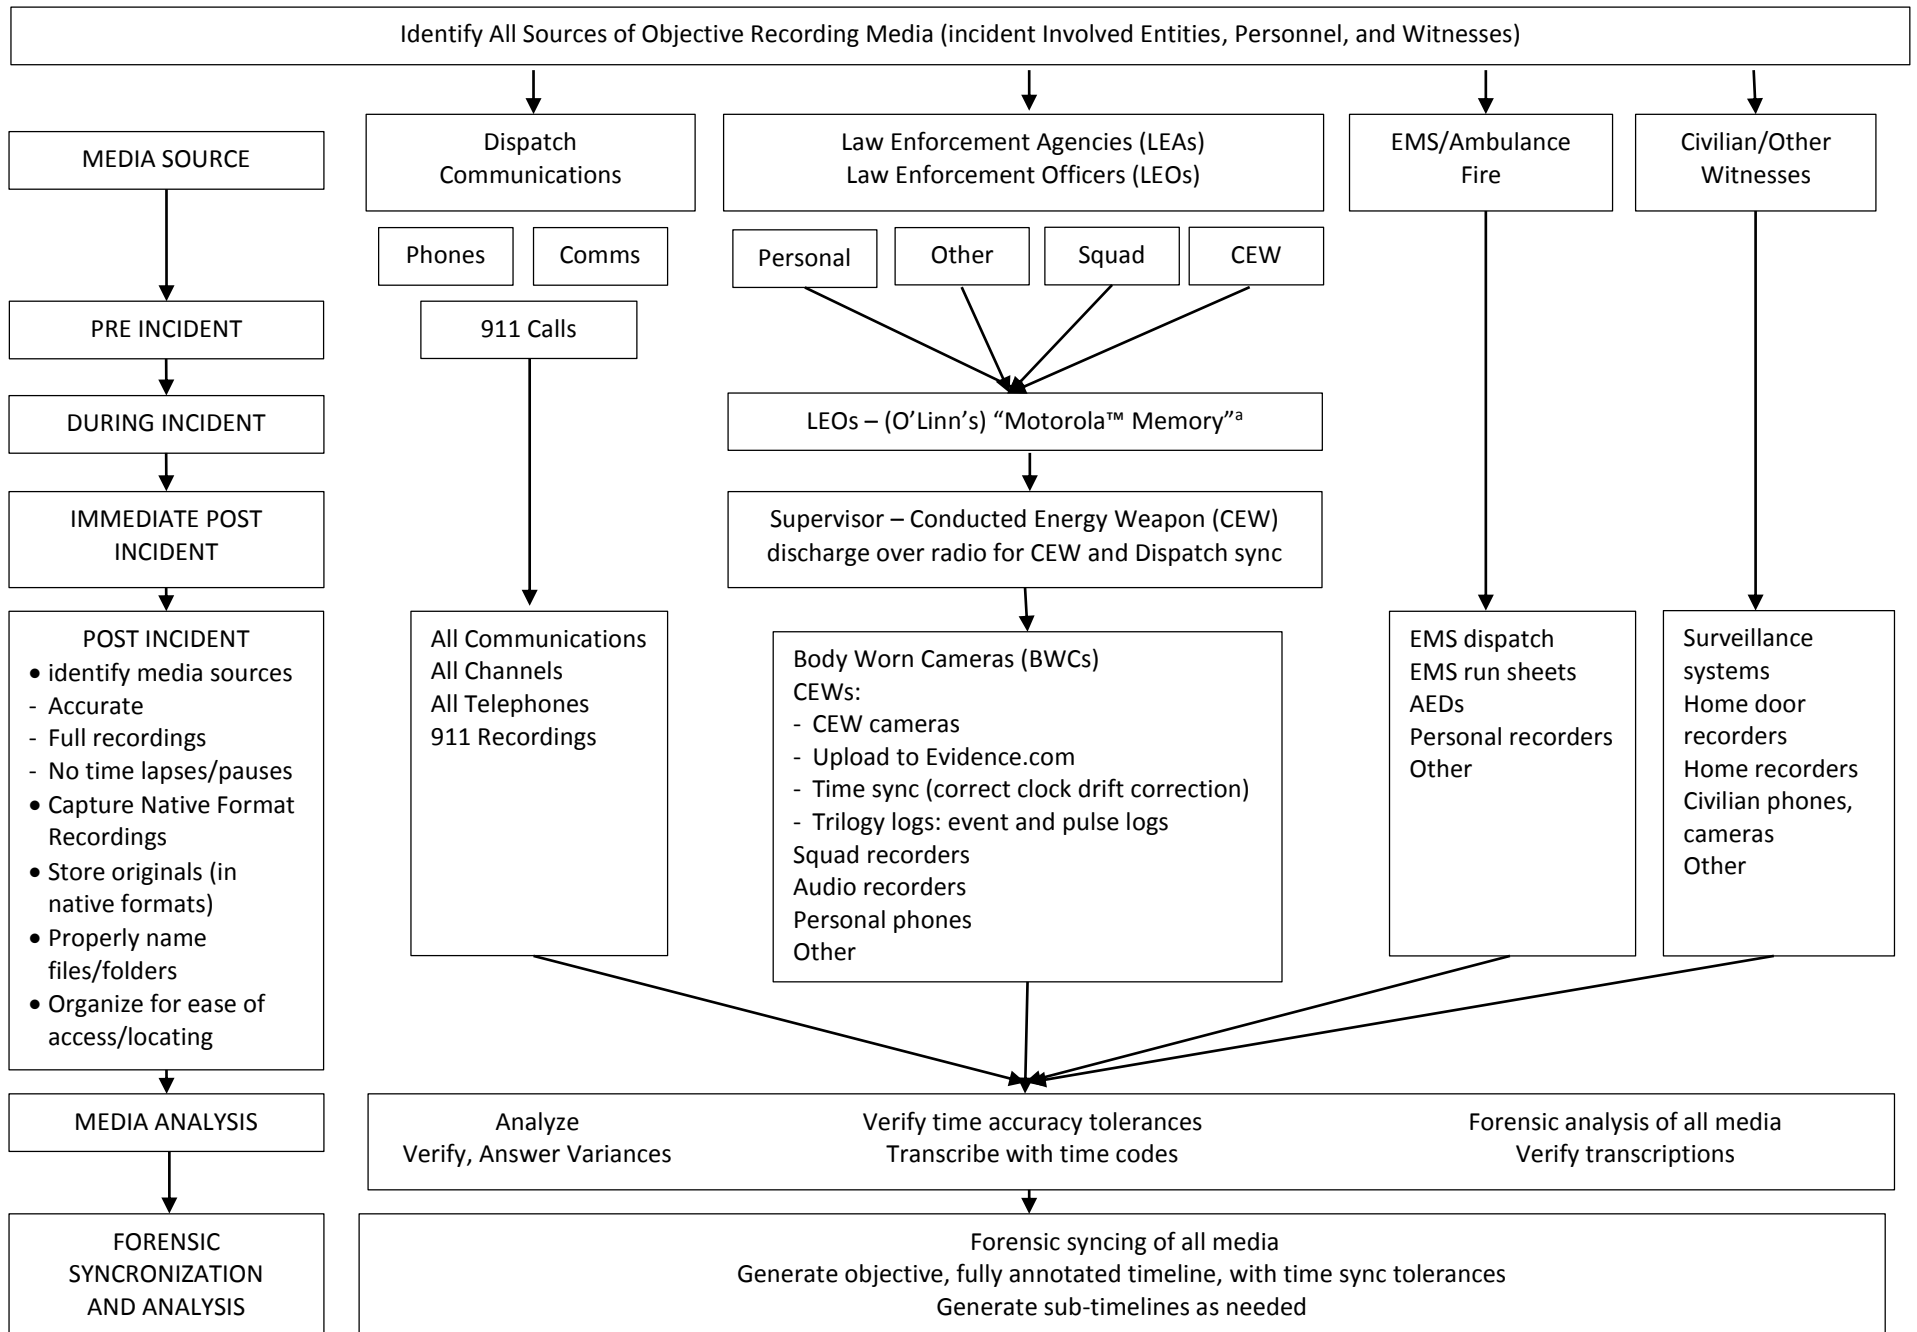 Identify All Sources of Objective Recording Media (incident Involved Entities, Personnel, and Witnesses)
MEDIA SOURCE
Dispatch
Communications
Law Enforcement Agencies (LEAs)
Law Enforcement Officers (LEOs)
EMS/Ambulance
Fire
Civilian/Other
Witnesses
Phones
Comms
Personal
Other
Squad
CEW
PRE INCIDENT
911 Calls
DURING INCIDENT
LEOs – (O’Linn’s) “Motorola™ Memory”ᵃ
IMMEDIATE POST
INCIDENT
Supervisor – Conducted Energy Weapon (CEW)
discharge over radio for CEW and Dispatch sync
POST INCIDENT
• identify media sources
- Accurate
- Full recordings
- No time lapses/pauses
• Capture Native Format
Recordings
• Store originals (in
native formats)
• Properly name
files/folders
• Organize for ease of
access/locating
All Communications
All Channels
All Telephones
911 Recordings
Body Worn Cameras (BWCs)
CEWs:
- CEW cameras
- Upload to Evidence.com
- Time sync (correct clock drift correction)
- Trilogy logs: event and pulse logs
Squad recorders
Audio recorders
Personal phones
Other
EMS dispatch
EMS run sheets
AEDs
Personal recorders
Other
Surveillance
systems
Home door
recorders
Home recorders
Civilian phones,
cameras
Other
MEDIA ANALYSIS
Analyze
Verify, Answer Variances
Verify time accuracy tolerances
Transcribe with time codes
Forensic analysis of all media
Verify transcriptions
FORENSIC
SYNCRONIZATION
AND ANALYSIS
Forensic syncing of all media
Generate objective, fully annotated timeline, with time sync tolerances
Generate sub-timelines as needed